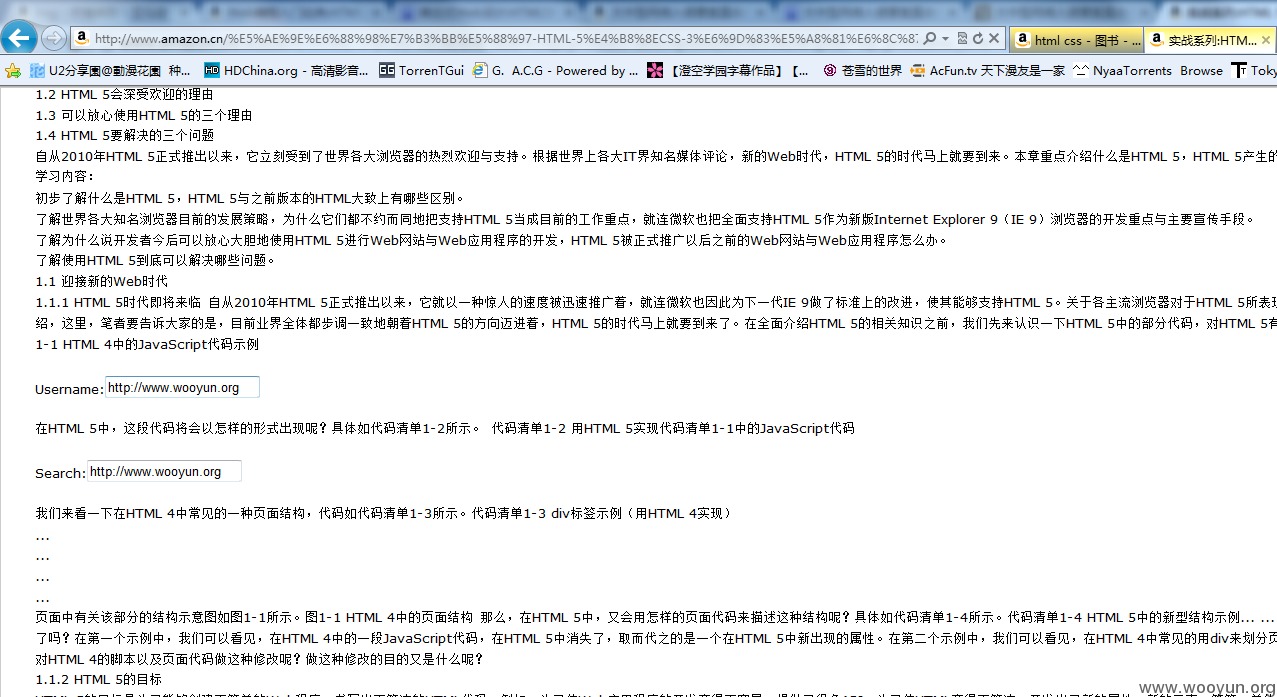 http://www.amazon.cn/%E5%AE%9E%E6%88%98%E7%B3%BB%E5%88%97-HTML-5%E4%B8%8ECSS-3%E6%9D%83%E5%A8%81%E6%8C%87
html css - 图书 - ...
实战系列:HTM...
U2分享園@動漫花園 种...
HDChina.org - 高清影音...
TorrenTGui
G. A.C.G - Powered by ...
【澄空学园字幕作品】【...
苍雪的世界
AcFun.tv 天下漫友是一家
NyaaTorrents
Browse
Toky
1.2 HTML 5会深受欢迎的理由
1.3 可以放心使用HTML 5的三个理由
1.4 HTML 5要解决的三个问题
自从2010年HTML 5正式推出以来，它立刻受到了世界各大浏览器的热烈欢迎与支持。根据世界上各大IT界知名媒体评论，新的Web时代，HTML 5的时代马上就要到来。本章重点介绍什么是HTML 5，HTML 5产生的
学习内容：
初步了解什么是HTML 5，HTML 5与之前版本的HTML大致上有哪些区别。
了解世界各大知名浏览器目前的发展策略，为什么它们都不约而同地把支持HTML 5当成目前的工作重点，就连微软也把全面支持HTML 5作为新版Internet Explorer 9（IE 9）浏览器的开发重点与主要宣传手段。
了解为什么说开发者今后可以放心大胆地使用HTML 5进行Web网站与Web应用程序的开发，HTML 5被正式推广以后之前的Web网站与Web应用程序怎么办。
了解使用HTML 5到底可以解决哪些问题。
1.1 迎接新的Web时代
1.1.1 HTML 5时代即将来临 自从2010年HTML 5正式推出以来，它就以一种惊人的速度被迅速推广着，就连微软也因此为下一代IE 9做了标准上的改进，使其能够支持HTML 5。关于各主流浏览器对于HTML 5所表现
绍，这里，笔者要告诉大家的是，目前业界全体都步调一致地朝着HTML 5的方向迈进着，HTML 5的时代马上就要到来了。在全面介绍HTML 5的相关知识之前，我们先来认识一下HTML 5中的部分代码，对HTML 5有
1-1 HTML 4中的JavaScript代码示例
Username: http://www.wooyun.org
在HTML 5中，这段代码将会以怎样的形式出现呢？具体如代码清单1-2所示。 代码清单1-2 用HTML 5实现代码清单1-1中的JavaScript代码
Search: http://www.wooyun.org
我们来看一下在HTML 4中常见的一种页面结构，代码如代码清单1-3所示。代码清单1-3 div标签示例（用HTML 4实现）
...
...
...
...
页面中有关该部分的结构示意图如图1-1所示。图1-1 HTML 4中的页面结构 那么，在HTML 5中，又会用怎样的页面代码来描述这种结构呢？具体如代码清单1-4所示。代码清单1-4 HTML 5中的新型结构示例... ...
了吗？在第一个示例中，我们可以看见，在HTML 4中的一段JavaScript代码，在HTML 5中消失了，取而代之的是一个在HTML 5中新出现的属性。在第二个示例中，我们可以看见，在HTML 4中常见的用div来划分页
对HTML 4的脚本以及页面代码做这种修改呢？做这种修改的目的又是什么呢？
1.1.2 HTML 5的目标
www.wooyun.org